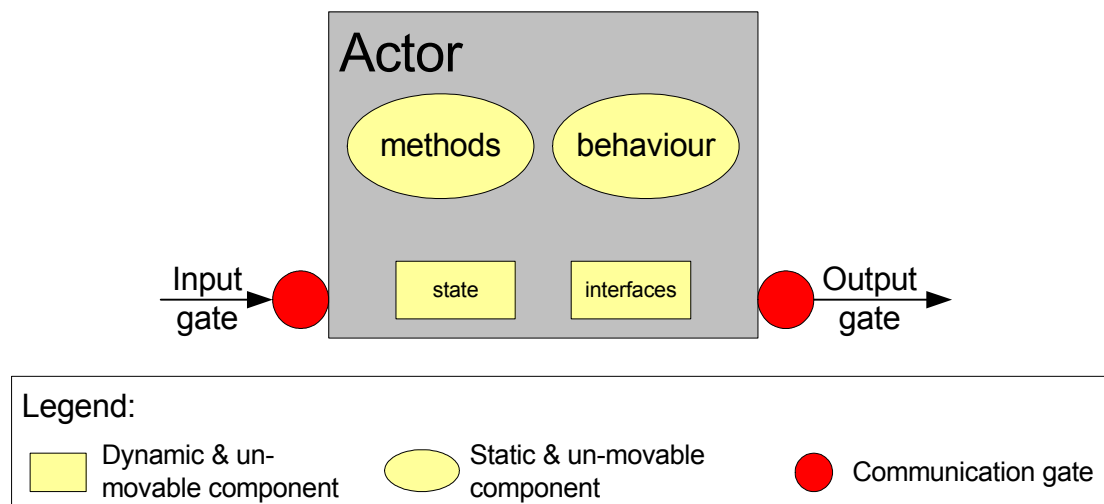 Actor
methods
behaviour
Input
gate
state
interfaces
Output
gate
Legend:
Dynamic & un-
movable component
Static & un-movable
component
Communication gate